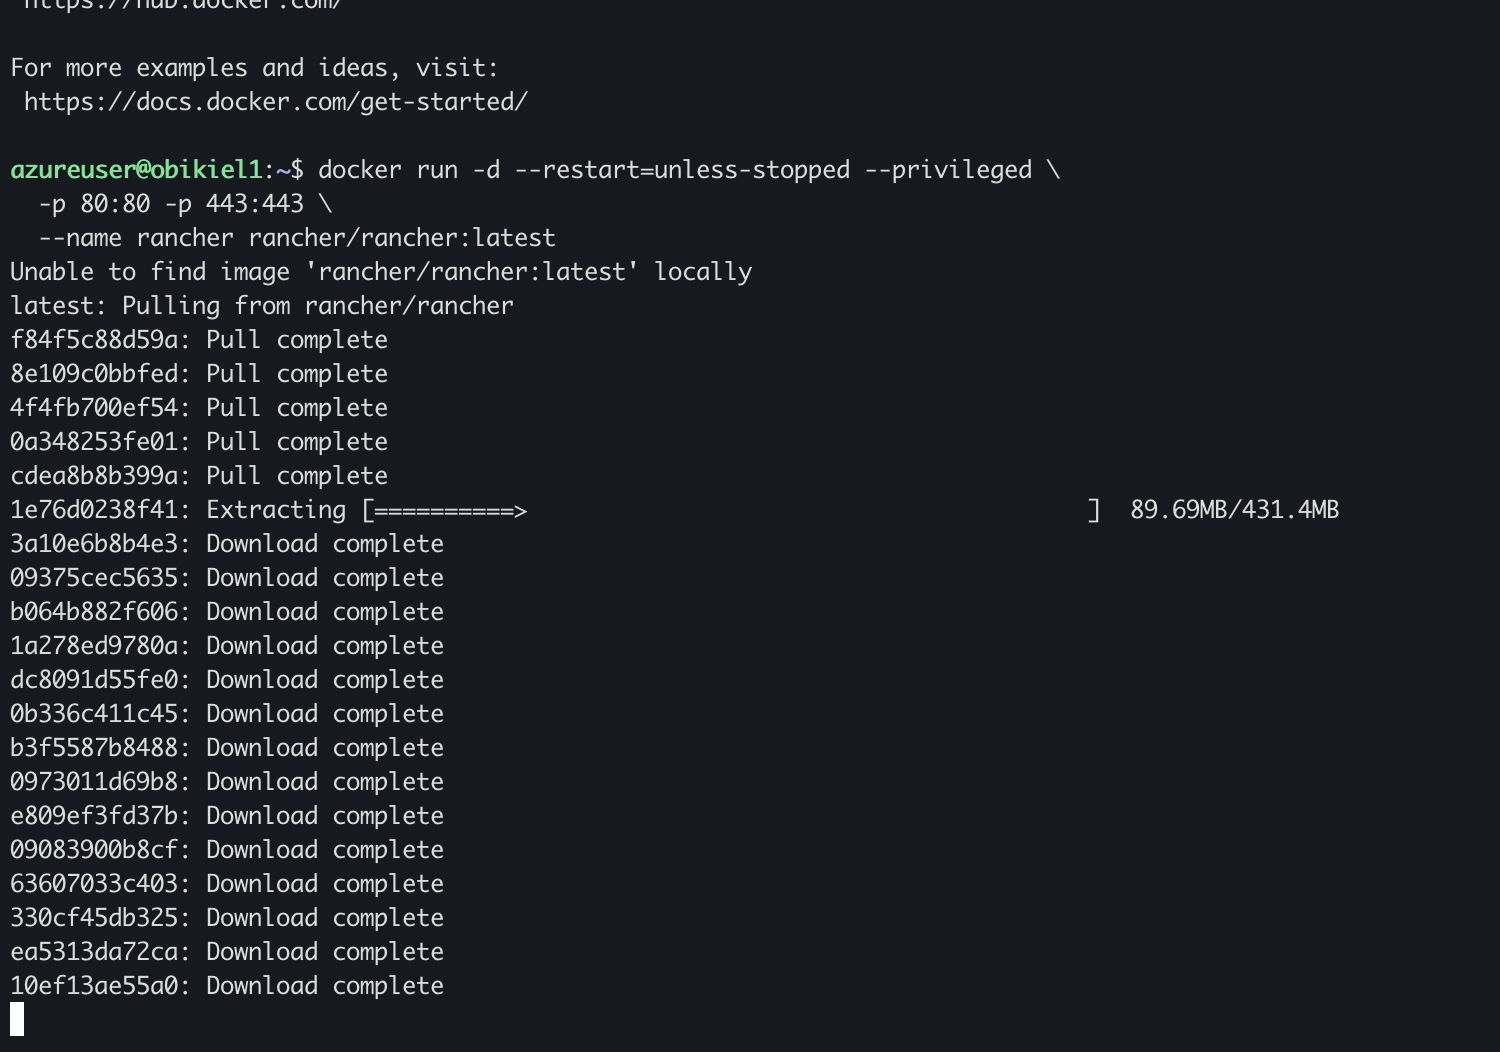 https://hub.docker.com/
For more examples and ideas, visit:
https://docs.docker.com/get-started/
azureuser@obikiel1:~$ docker run -d --restart=unless-stopped --privileged \
-p 80:80 -p 443:443 \
--name rancher rancher/rancher:latest
Unable to find image 'rancher/rancher:latest' locally
latest: Pulling from rancher/rancher
f84f5c88d59a: Pull complete
8e109c0bbfed: Pull complete
4f4fb700ef54: Pull complete
0a348253fe01: Pull complete
cdea8b8b399a: Pull complete
1e76d0238f41: Extracting [==========>                                        ]  89.69MB/431.4MB
3a10e6b8b4e3: Download complete
09375cec5635: Download complete
b064b882f606: Download complete
1a278ed9780a: Download complete
dc8091d55fe0: Download complete
0b336c411c45: Download complete
b3f5587b8488: Download complete
0973011d69b8: Download complete
e809ef3fd37b: Download complete
09083900b8cf: Download complete
63607033c403: Download complete
330cf45db325: Download complete
ea5313da72ca: Download complete
10ef13ae55a0: Download complete